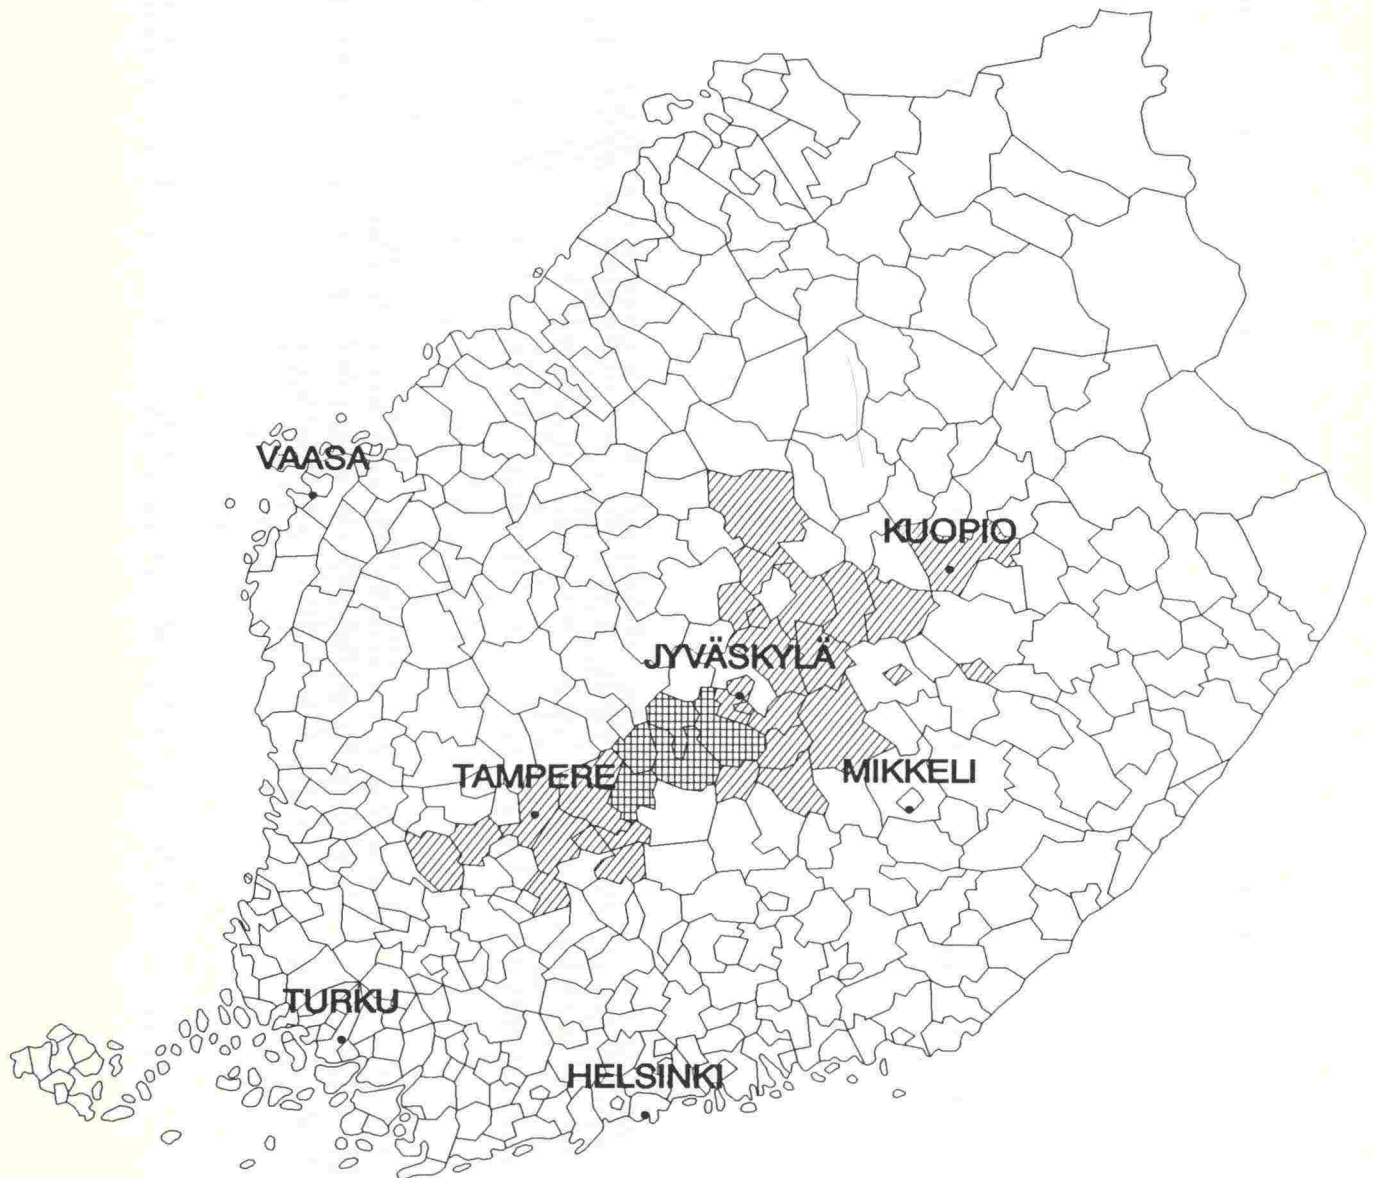 VAASA
KUOPIO
JYVÄSKYLÄ
TAMPERE
MIKKELI
TURKU
HELSINKI